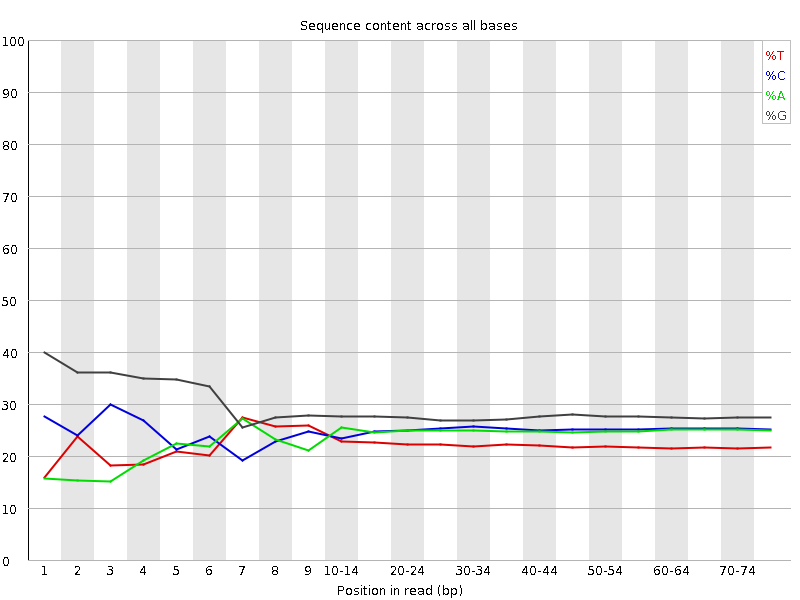 Sequence content across all bases
100
90
80
70
60
50
40
30
20
10
0
%T
%C
%A
%G
1 2 3 4 5 6 7 8 9 10-14 20-24 30-34 40-44 50-54 60-64 70-74
Position in read (bp)